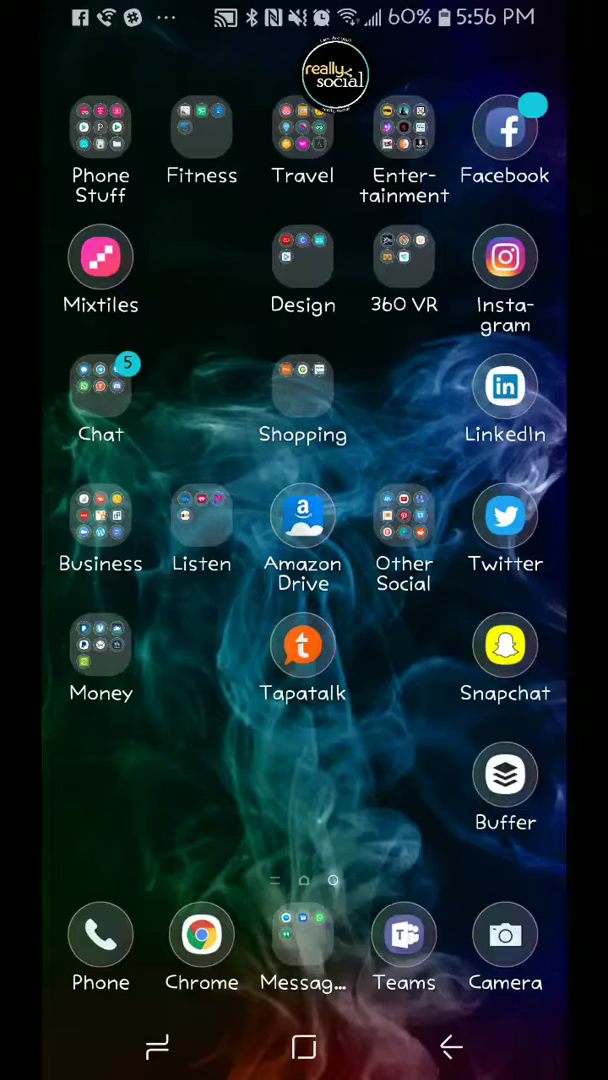 60% 5:56 PM
really
social
Phone
Stuff
Fitness
Travel
Enter-
tainment
Facebook
Mixtiles
Design
360 VR
Insta-
gram
5
Chat
Shopping
LinkedIn
Business
Listen
Amazon
Drive
Other
Social
Twitter
Money
Tapatalk
Snapchat
Buffer
Phone
Chrome
Messag...
Teams
Camera